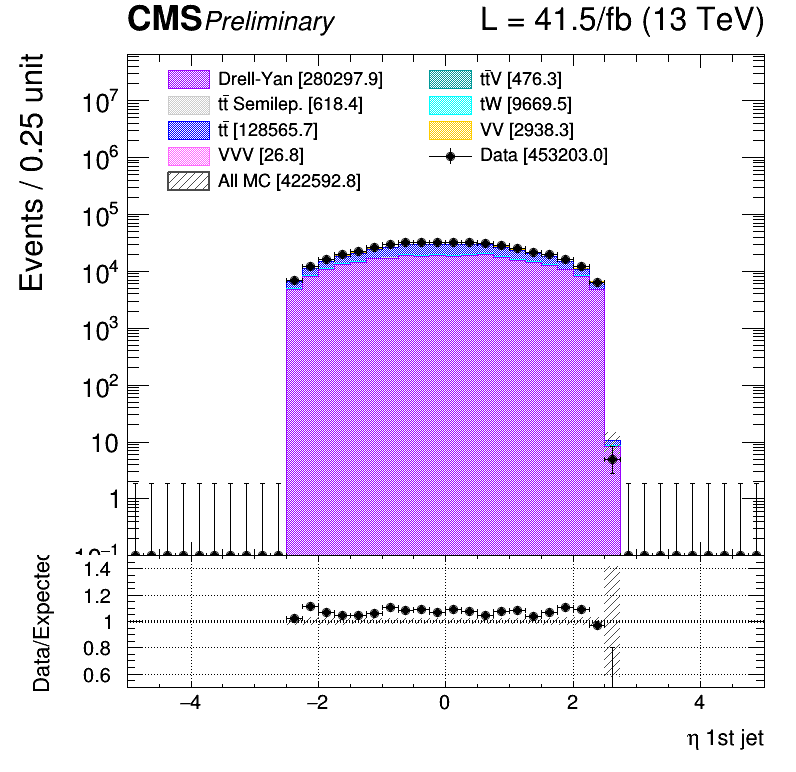 CMS Preliminary L = 41.5/fb (13 TeV)
Events / 0.25 unit
Drell-Yan [280297.9] tt̄V [476.3]
tt̄ Semilep. [618.4] tW [9669.5]
tt̄ [128565.7] VV [2938.3]
VVV [26.8] Data [453203.0]
All MC [422592.8]
10⁷
10⁶
10⁵
10⁴
10³
10²
10
1
10⁻¹
Data/Expected
1.4
1.2
1
0.8
0.6
−4 −2 0 2 4
η 1st jet